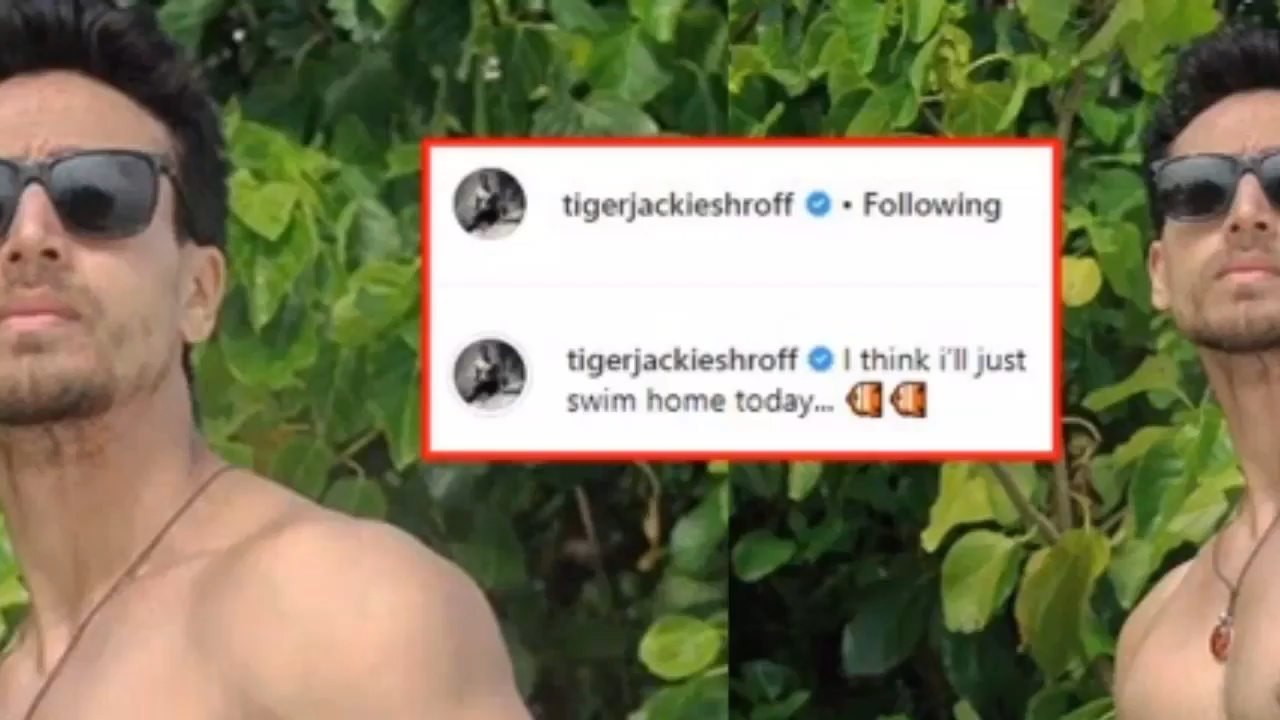 tigerjackieshroff • Following
tigerjackieshroff I think i'll just
swim home today... 🐠🐠